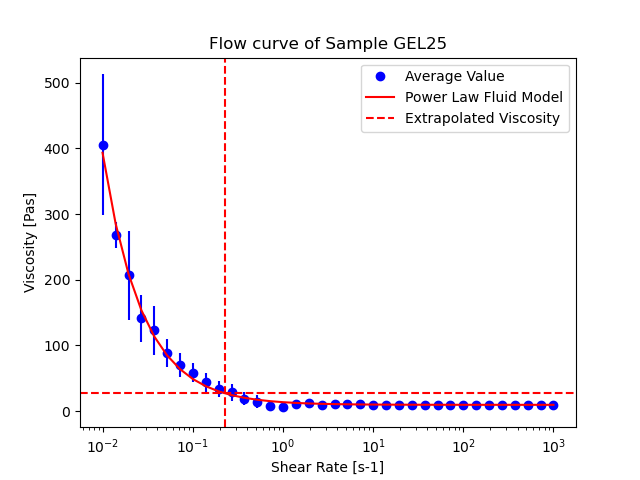 Flow curve of Sample GEL25
Average Value
Power Law Fluid Model
Extrapolated Viscosity
500
400
300
200
100
0
Viscosity [Pas]
10⁻² 10⁻¹ 10⁰ 10¹ 10² 10³
Shear Rate [s-1]